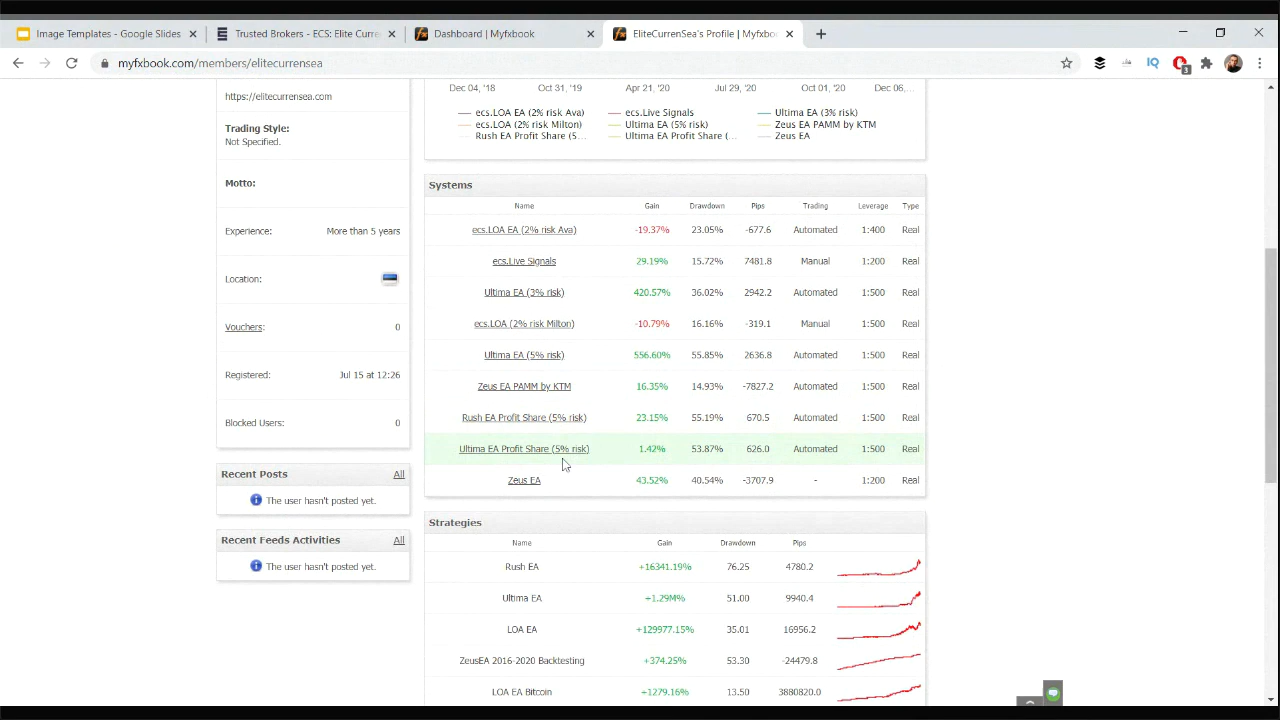 Image Templates - Google Slides
Trusted Brokers - ECS: Elite Curre
Dashboard | Myfxbook
EliteCurrenSea's Profile | Myfxbo
myfxbook.com/members/elitecurrensea
IQ
3
https://elitecurrensea.com
Trading Style:
Not Specified.
Motto:
Experience: More than 5 years
Location:
Vouchers: 0
Registered: Jul 15 at 12:26
Blocked Users: 0
Recent Posts All
The user hasn't posted yet.
Recent Feeds Activities All
The user hasn't posted yet.
Dec 04, '18 Oct 31, '19 Apr 21, '20 Jul 29, '20 Oct 01, '20 Dec 06,...
ecs.LOA EA (2% risk Ava) ecs.Live Signals Ultima EA (3% risk)
ecs.LOA (2% risk Milton) Ultima EA (5% risk) Zeus EA PAMM by KTM
Rush EA Profit Share (5... Ultima EA Profit Share (... Zeus EA
Systems
Name Gain Drawdown Pips Trading Leverage Type
ecs.LOA EA (2% risk Ava) -19.37% 23.05% -677.6 Automated 1:400 Real
ecs.Live Signals 29.19% 15.72% 7481.8 Manual 1:200 Real
Ultima EA (3% risk) 420.57% 36.02% 2942.2 Automated 1:500 Real
ecs.LOA (2% risk Milton) -10.79% 16.16% -319.1 Manual 1:500 Real
Ultima EA (5% risk) 556.60% 55.85% 2636.8 Automated 1:500 Real
Zeus EA PAMM by KTM 16.35% 14.93% -7827.2 Automated 1:500 Real
Rush EA Profit Share (5% risk) 23.15% 55.19% 670.5 Automated 1:500 Real
Ultima EA Profit Share (5% risk) 1.42% 53.87% 626.0 Automated 1:500 Real
Zeus EA 43.52% 40.54% -3707.9 - 1:200 Real
Strategies
Name Gain Drawdown Pips
Rush EA +16341.19% 76.25 4780.2
Ultima EA +1.29M% 51.00 9940.4
LOA EA +129977.15% 35.01 16956.2
ZeusEA 2016-2020 Backtesting +374.25% 53.30 -24479.8
LOA EA Bitcoin +1279.16% 13.50 3880820.0